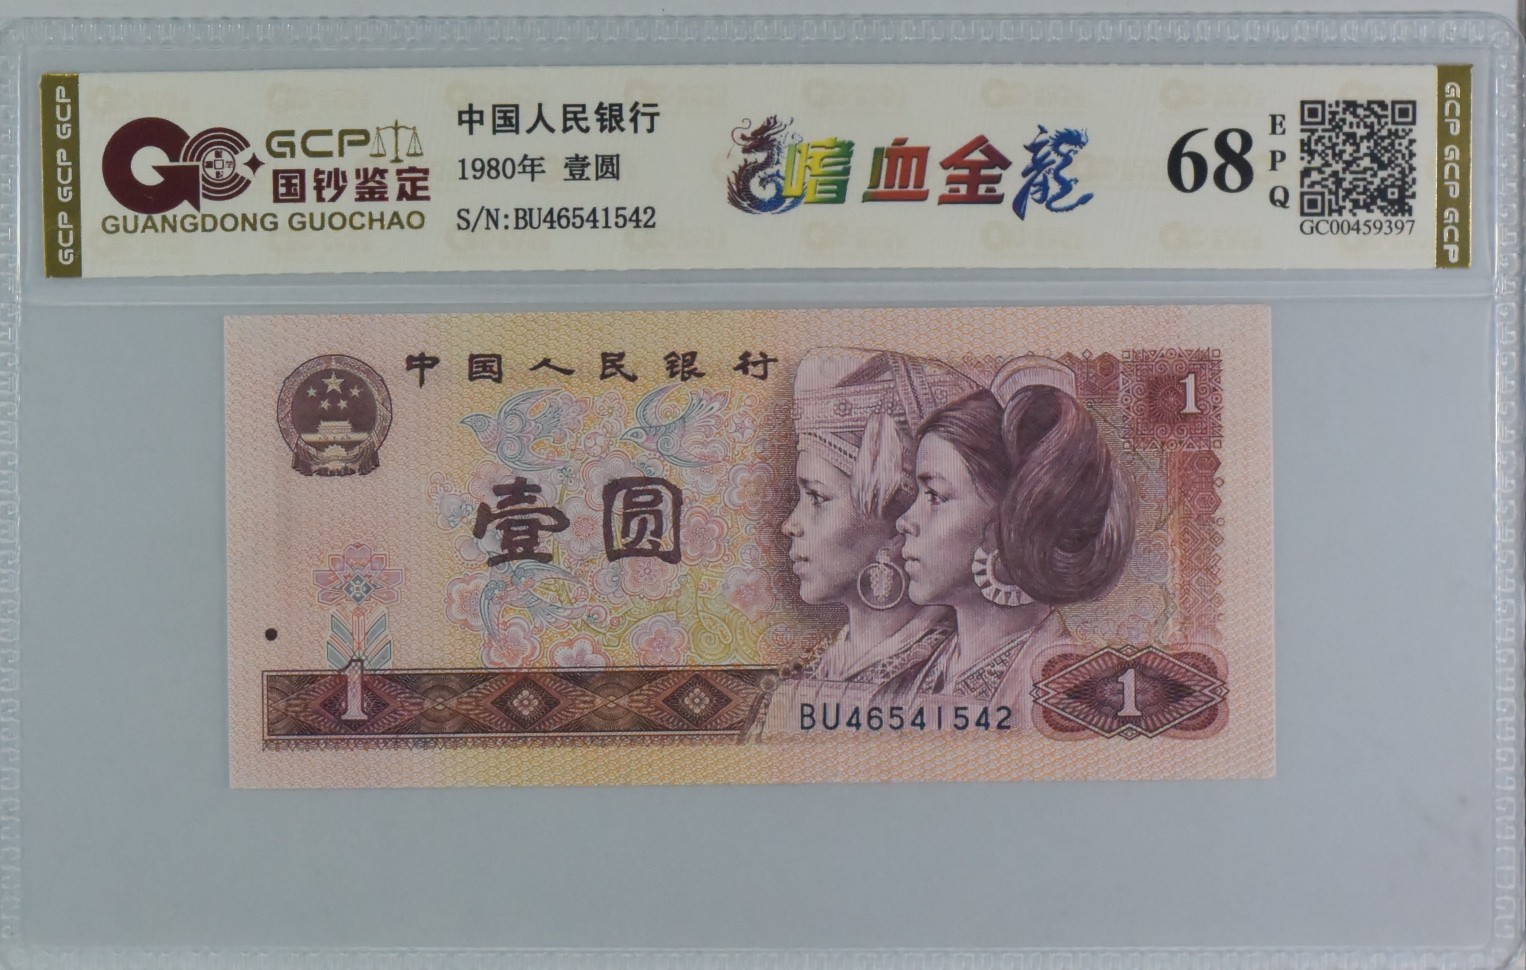 GCP GCP GCP
GCP
国钞鉴定
GUANGDONG GUOCHAO
中国人民银行
1980年 壹圆
S/N:BU46541542
嗜血金龍
68
EPQ
GC00459397
GCP GCP GCP
中国人民银行
1
壹圆
1
BU46541542
1